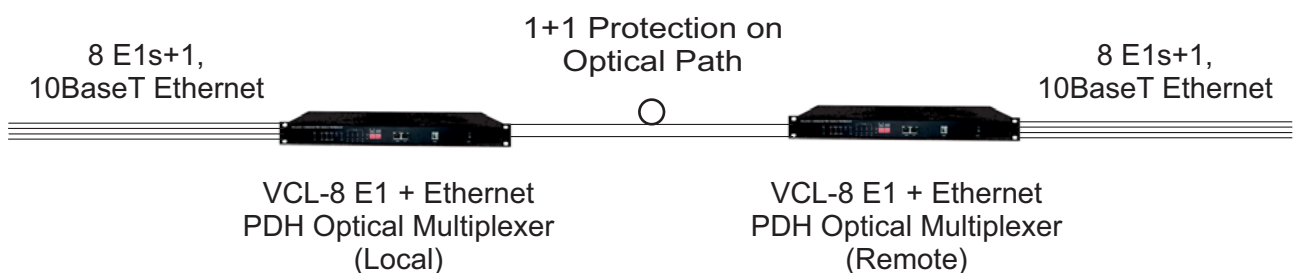 1+1 Protection on
Optical Path
8 E1s+1,
10BaseT Ethernet
8 E1s+1,
10BaseT Ethernet
VCL-8 E1 + Ethernet
PDH Optical Multiplexer
(Local)
VCL-8 E1 + Ethernet
PDH Optical Multiplexer
(Remote)